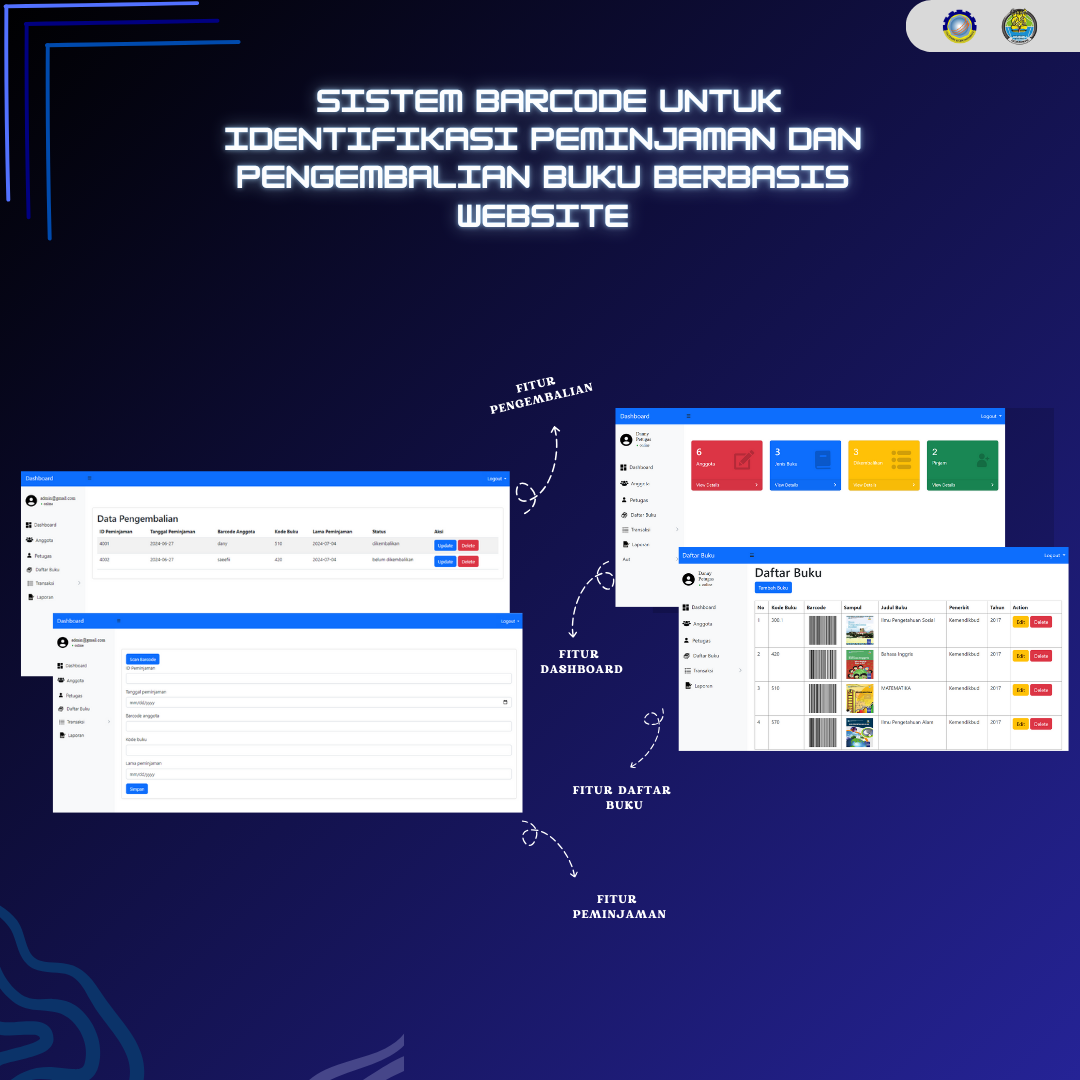 SISTEM BARCODE UNTUK
IDENTIFIKASI PEMINJAMAN DAN
PENGEMBALIAN BUKU BERBASIS
WEBSITE
FITUR
PENGEMBALIAN
Dashboard
Logout
admin@gmail.com
• online
Dashboard
Anggota
Petugas
Daftar Buku
Transaksi
Laporan
Data Pengembalian
ID Peminjaman Tanggal Peminjaman Barcode Anggota Kode Buku Lama Peminjaman Status Aksi
4001 2024-06-27 dany 510 2024-07-04 dikembalikan Update Delete
4002 2024-06-27 420 2024-07-04 belum dikembalikan Update Delete
Dashboard
Logout
Danny
Petugas
• online
Dashboard
Anggota
Petugas
Daftar Buku
Transaksi
Laporan
6
Anggota
View Details
3
Jenis Buku
View Details
3
Dikembalikan
View Details
2
Pinjam
View Details
FITUR
DASHBOARD
Daftar Buku
Logout
Danny
Petugas
• online
Dashboard
Anggota
Petugas
Daftar Buku
Transaksi
Laporan
Daftar Buku
Tambah Buku
No Kode Buku Barcode Sampul Judul Buku Penerbit Tahun Action
1 300 Ilmu Pengetahuan Sosial Kemendikbud 2017 Edit Delete
2 420 Bahasa Inggris Kemendikbud 2017 Edit Delete
3 510 MATEMATIKA Kemendikbud 2017 Edit Delete
4 570 Ilmu Pengetahuan Alam Kemendikbud 2017 Edit Delete
FITUR DAFTAR
BUKU
Dashboard
Logout
admin@gmail.com
• online
Dashboard
Anggota
Petugas
Daftar Buku
Transaksi
Laporan
Scan Barcode
ID Peminjaman
Tanggal peminjaman
mm/dd/yyyy
Barcode anggota
Kode buku
Lama peminjaman
mm/dd/yyyy
Simpan
FITUR
PEMINJAMAN